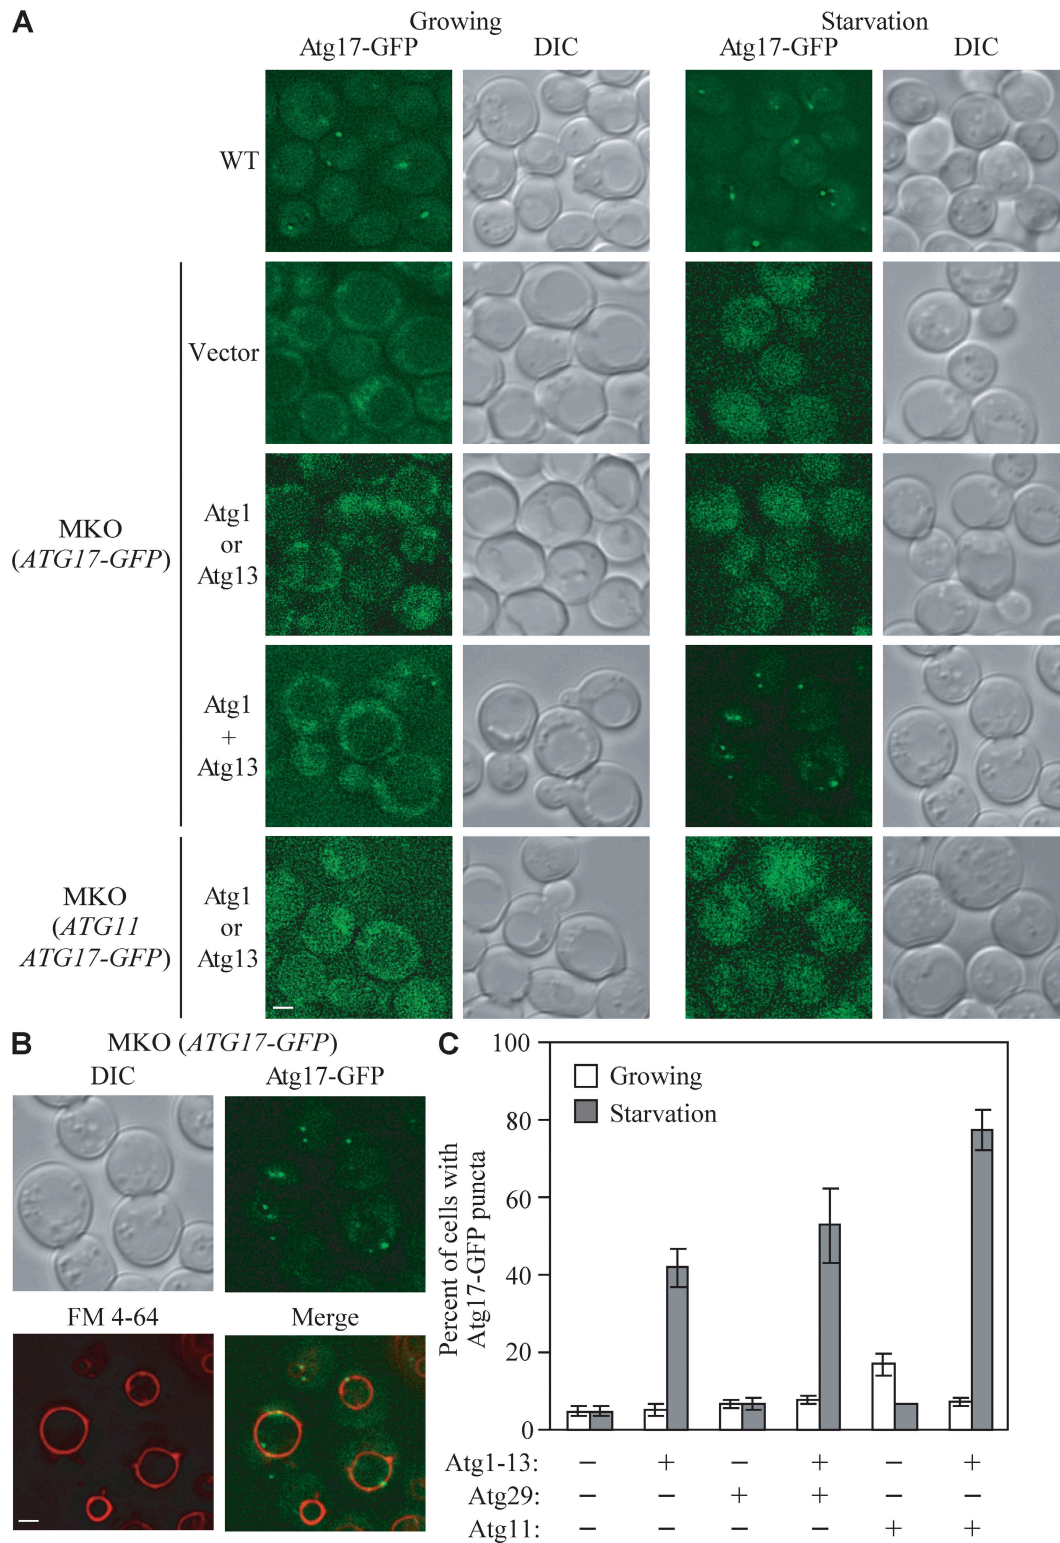 A
Growing Starvation
Atg17-GFP DIC Atg17-GFP DIC
WT
Vector
MKO
(ATG17-GFP)
Atg1
or
Atg13
Atg1
+
Atg13
MKO
(ATG11
ATG17-GFP)
Atg1
or
Atg13
B
MKO (ATG17-GFP)
DIC Atg17-GFP
FM 4-64 Merge
C
Percent of cells with
Atg17-GFP puncta
100
80
60
40
20
0
Growing
Starvation
Atg1-13: – + – + – +
Atg29: – – + + – –
Atg11: – – – – + +